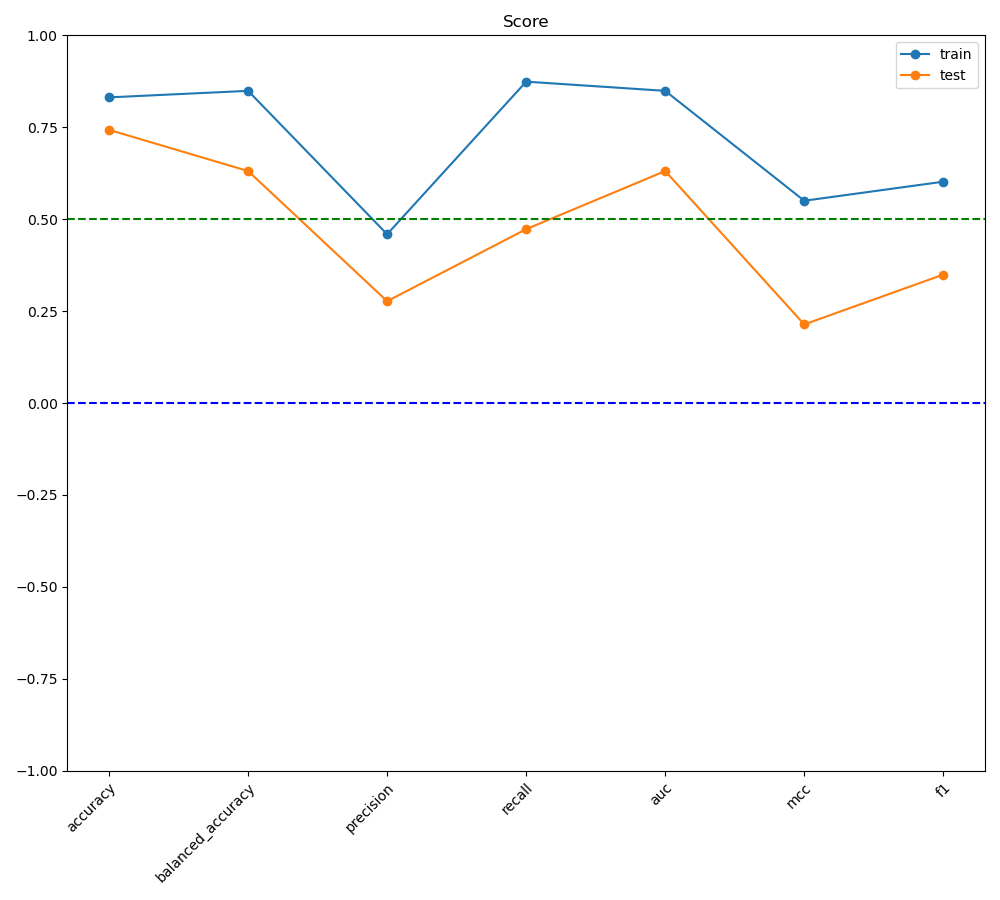 Score
train
test
1.00
0.75
0.50
0.25
0.00
−0.25
−0.50
−0.75
−1.00
accuracy
balanced_accuracy
precision
recall
auc
mcc
f1